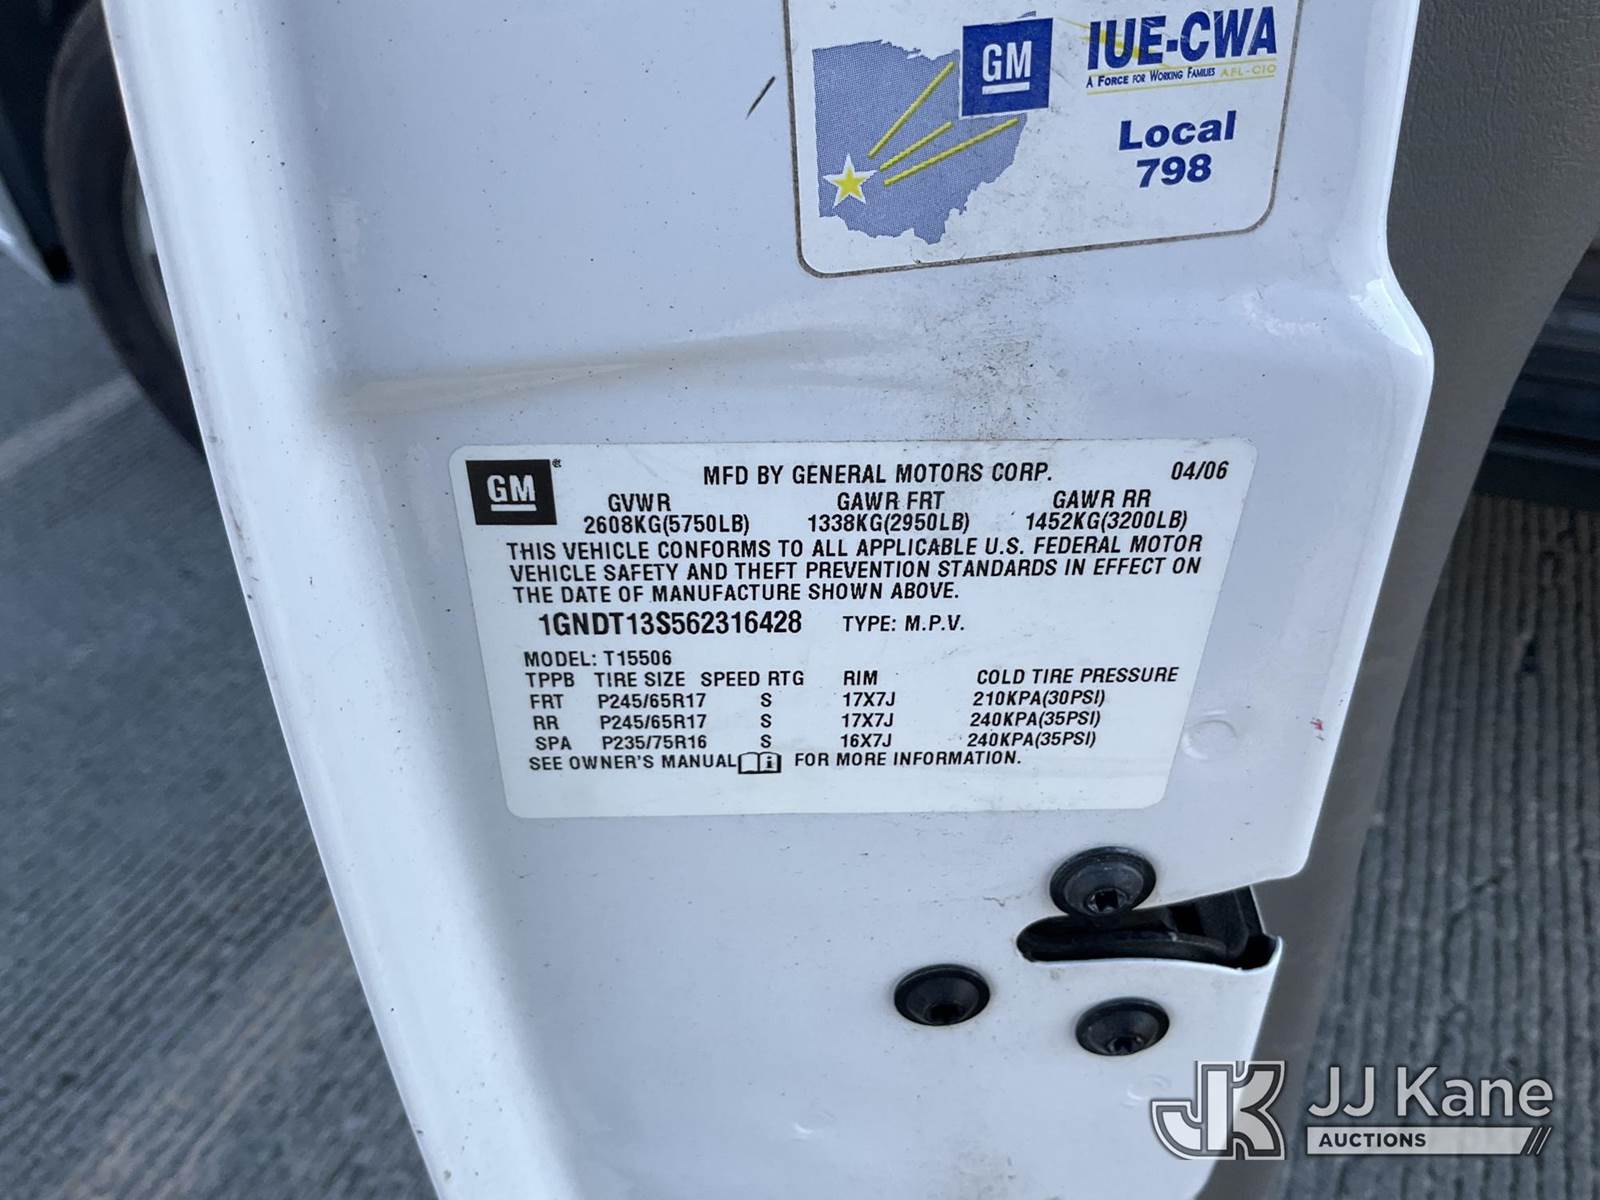 GM IUE-CWA
A FORCE FOR WORKING FAMILIES AFL-CIO
Local
798
GM ® MFD BY GENERAL MOTORS CORP. 04/06
GVWR GAWR FRT GAWR RR
2608KG(5750LB) 1338KG(2950LB) 1452KG(3200LB)
THIS VEHICLE CONFORMS TO ALL APPLICABLE U.S. FEDERAL MOTOR
VEHICLE SAFETY AND THEFT PREVENTION STANDARDS IN EFFECT ON
THE DATE OF MANUFACTURE SHOWN ABOVE.
1GNDT13S562316428 TYPE: M.P.V.
MODEL: T15506
TPPB TIRE SIZE SPEED RTG RIM COLD TIRE PRESSURE
FRT P245/65R17 S 17X7J 210KPA(30PSI)
RR P245/65R17 S 17X7J 240KPA(35PSI)
SPA P235/75R16 S 16X7J 240KPA(35PSI)
SEE OWNER'S MANUAL i FOR MORE INFORMATION.
JK JJ Kane
AUCTIONS